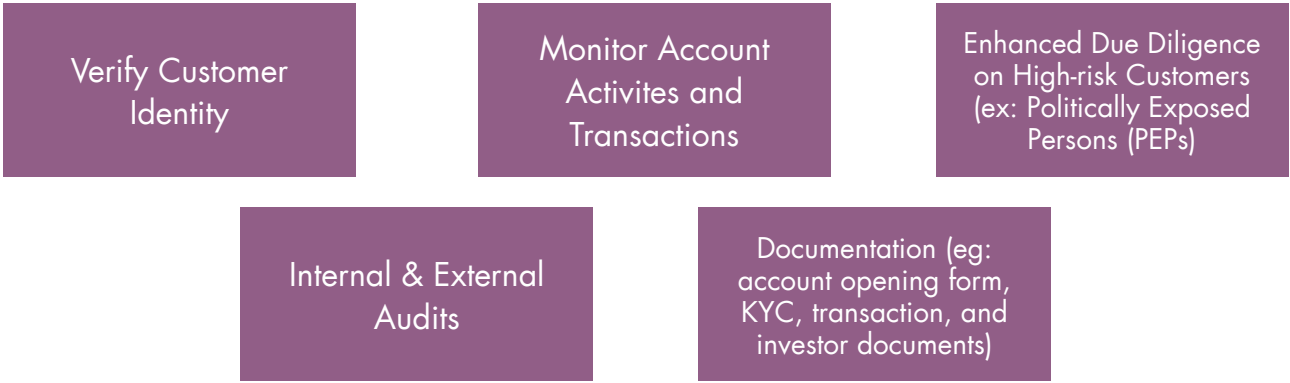 Verify Customer
Identity
Monitor Account
Activites and
Transactions
Enhanced Due Diligence
on High-risk Customers
(ex: Politically Exposed
Persons (PEPs)
Internal & External
Audits
Documentation (eg:
account opening form,
KYC, transaction, and
investor documents)